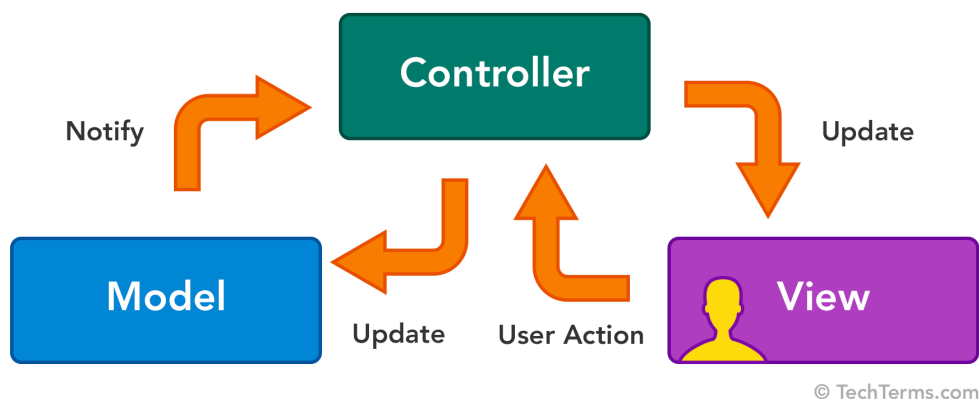 Controller
Notify
Update
Model
View
Update
User Action
© TechTerms.com